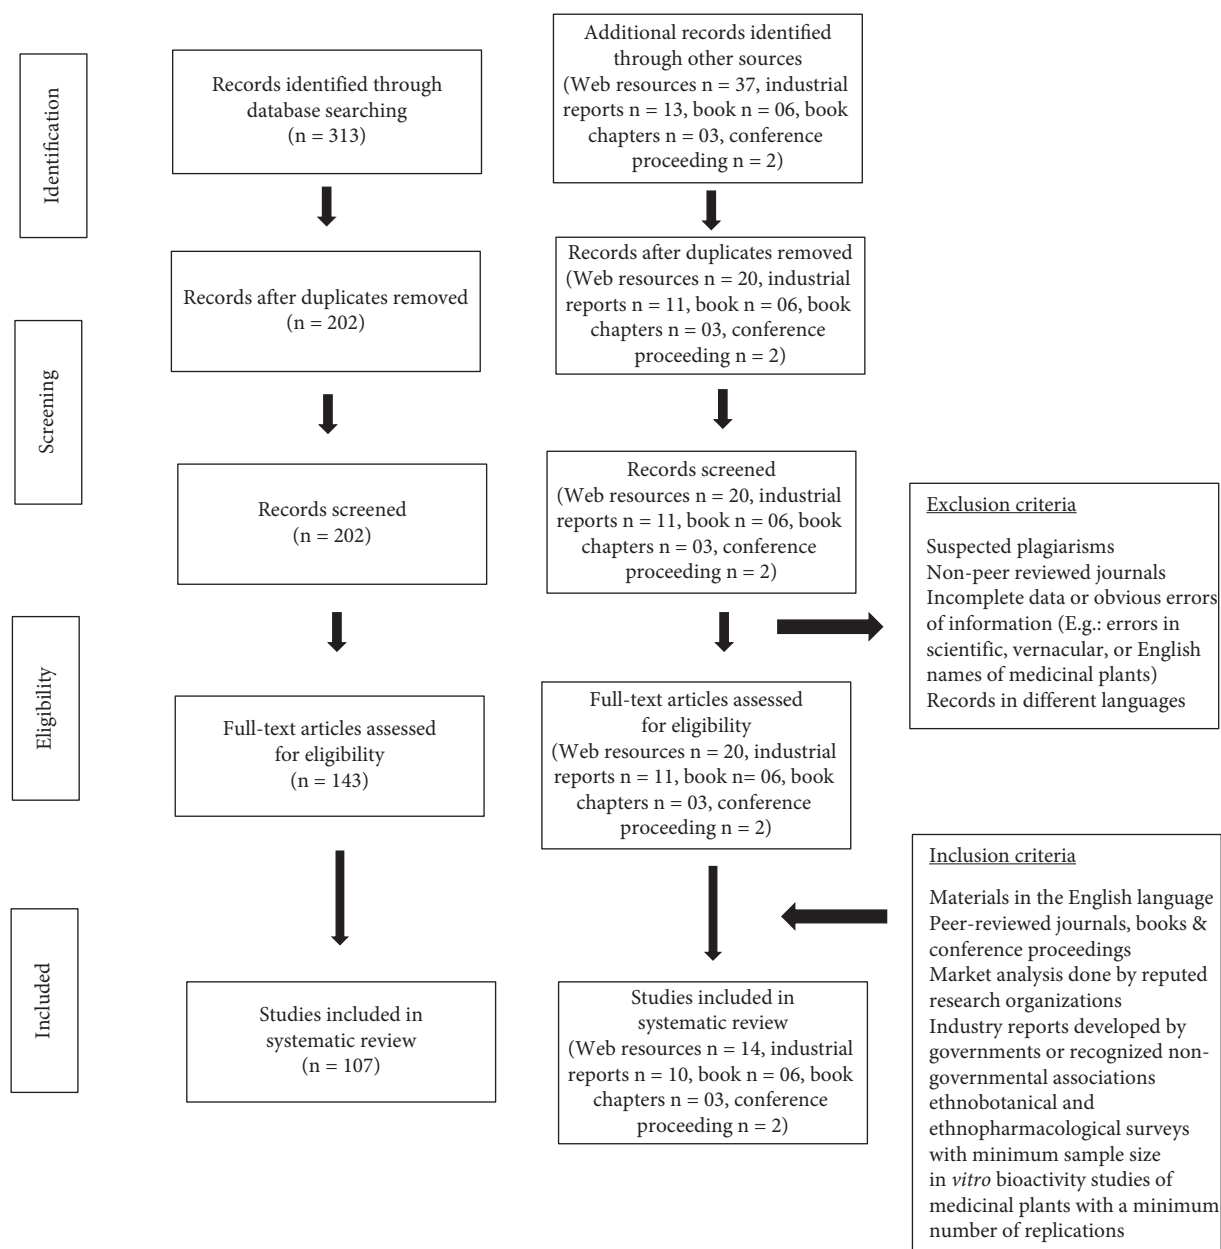 Identification
Records identified through
database searching
(n = 313)
Additional records identified
through other sources
(Web resources n = 37, industrial
reports n = 13, book n = 06, book
chapters n = 03, conference
proceeding n = 2)
Records after duplicates removed
(n = 202)
Records after duplicates removed
(Web resources n = 20, industrial
reports n = 11, book n = 06, book
chapters n = 03, conference
proceeding n = 2)
Screening
Records screened
(n = 202)
Records screened
(Web resources n = 20, industrial
reports n = 11, book n = 06, book
chapters n = 03, conference
proceeding n = 2)
Exclusion criteria
Suspected plagiarisms
Non-peer reviewed journals
Incomplete data or obvious errors
of information (E.g.: errors in
scientific, vernacular, or English
names of medicinal plants)
Records in different languages
Eligibility
Full-text articles assessed
for eligibility
(n = 143)
Full-text articles assessed
for eligibility
(Web resources n = 20, industrial
reports n = 11, book n= 06, book
chapters n = 03, conference
proceeding n = 2)
Inclusion criteria
Materials in the English language
Peer-reviewed journals, books &
conference proceedings
Market analysis done by reputed
research organizations
Industry reports developed by
governments or recognized non-
governmental associations
ethnobotanical and
ethnopharmacological surveys
with minimum sample size
in vitro bioactivity studies of
medicinal plants with a minimum
number of replications
Included
Studies included in
systematic review
(n = 107)
Studies included in
systematic review
(Web resources n = 14, industrial
reports n = 10, book n = 06, book
chapters n = 03, conference
proceeding n = 2)